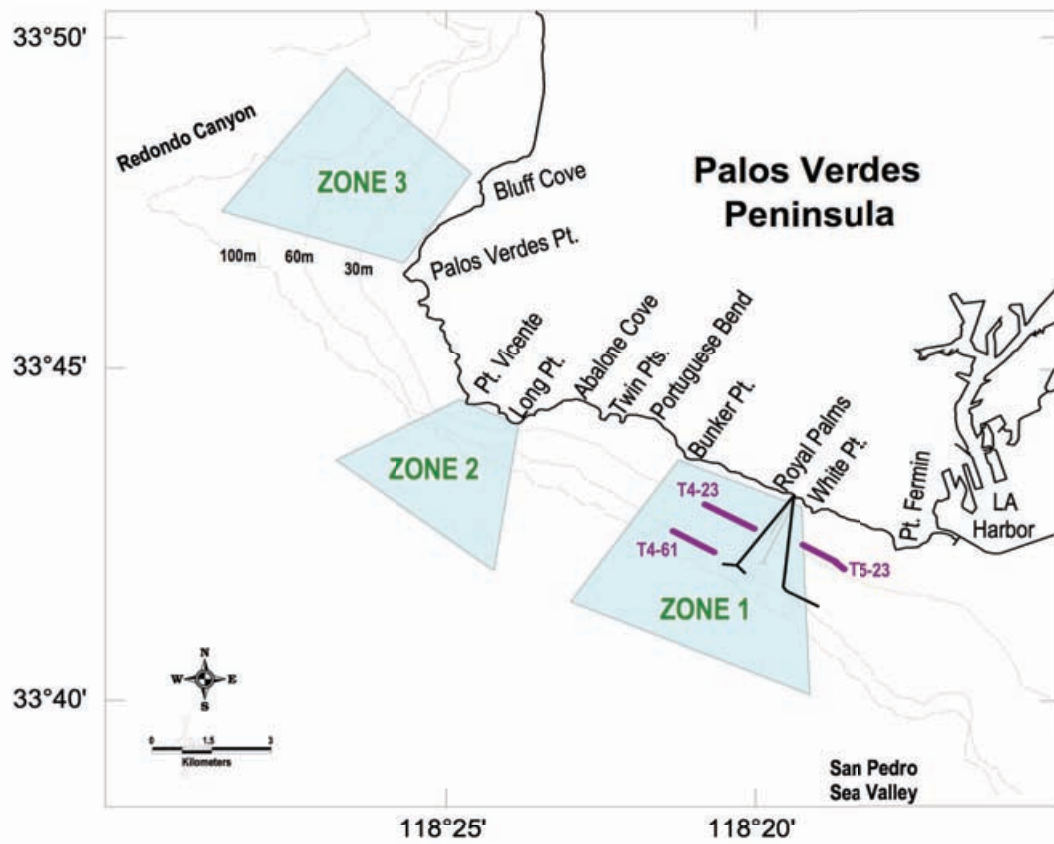 33°50'
Redondo Canyon
ZONE 3
Bluff Cove
Palos Verdes
Peninsula
100m
60m
30m
Palos Verdes Pt.
33°45'
Pt. Vicente
Long Pt.
Abalone Cove
Twin Pts.
Portuguese Bend
Bunker Pt.
Royal Palms
White Pt.
Pt. Fermin
LA
Harbor
ZONE 2
T4-23
T4-61
T5-23
ZONE 1
33°40'
N
W
E
S
0 1.5 3
Kilometers
San Pedro
Sea Valley
118°25'
118°20'